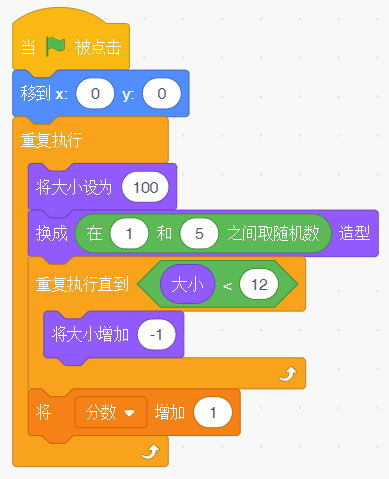 当 被点击
移到 x: 0 y: 0
重复执行
将大小设为 100
换成 在 1 和 5 之间取随机数 造型
重复执行直到 大小 < 12
将大小增加 -1
将 分数 增加 1